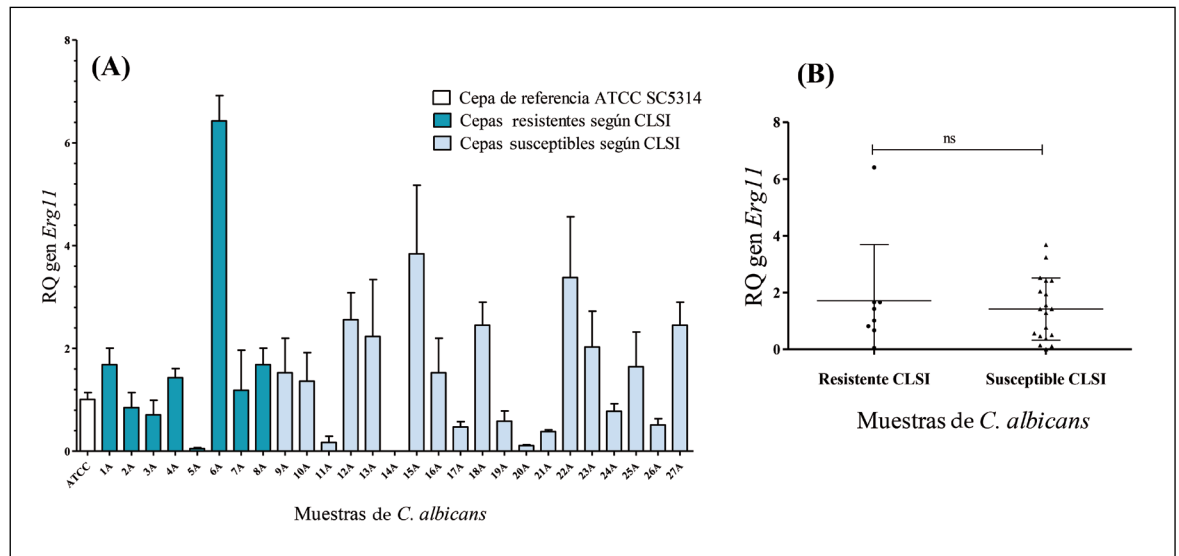 (A)
8
6
4
2
0
RQ gen Erg11
Cepa de referencia ATCC SC5314
Cepas resistentes según CLSI
Cepas susceptibles según CLSI
ATCC 1A 2A 3A 4A 5A 6A 7A 8A 9A 10A 11A 12A 13A 14A 15A 16A 17A 18A 19A 20A 21A 22A 23A 24A 25A 26A 27A
Muestras de C. albicans
(B)
8
6
4
2
0
RQ gen Erg11
ns
Resistente CLSI Susceptible CLSI
Muestras de C. albicans